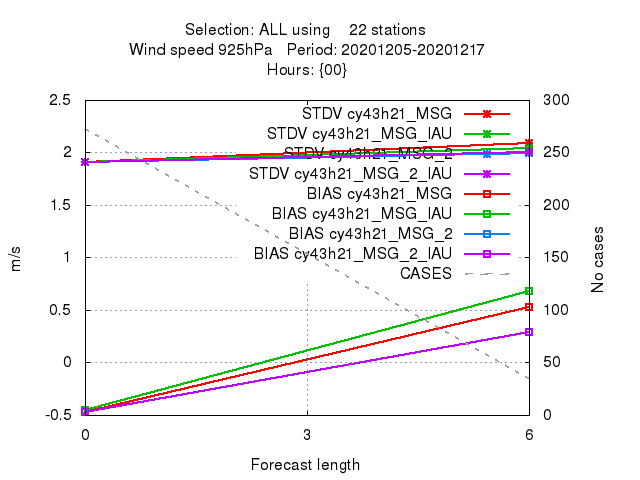 Selection: ALL using 22 stations
Wind speed 925hPa Period: 20201205-20201217
Hours: {00}
2.5
2
1.5
1
0.5
0
-0.5
m/s
300
250
200
150
100
50
0
No cases
STDV cy43h21_MSG
STDV cy43h21_MSG_IAU
STDV cy43h21_MSG_2
STDV cy43h21_MSG_2_IAU
BIAS cy43h21_MSG
BIAS cy43h21_MSG_IAU
BIAS cy43h21_MSG_2
BIAS cy43h21_MSG_2_IAU
CASES
0 3 6
Forecast length